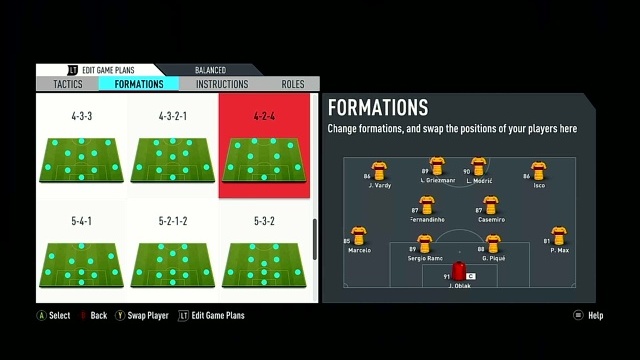 LT EDIT GAME PLANS BALANCED
TACTICS FORMATIONS INSTRUCTIONS ROLES
4-3-3 4-3-2-1 4-2-4
5-4-1 5-2-1-2 5-3-2
FORMATIONS
Change formations, and swap the positions of your players here
86 89 90 86
J. Vardy . Griezmanr L. Modrić Isco
87 87
Fernandinho Casemiro
85 89 88 81
Marcelo Sergio Ramo G. Piqué P. Max
91 C
J. Oblak
A Select B Back Y Swap Player LT Edit Game Plans Help